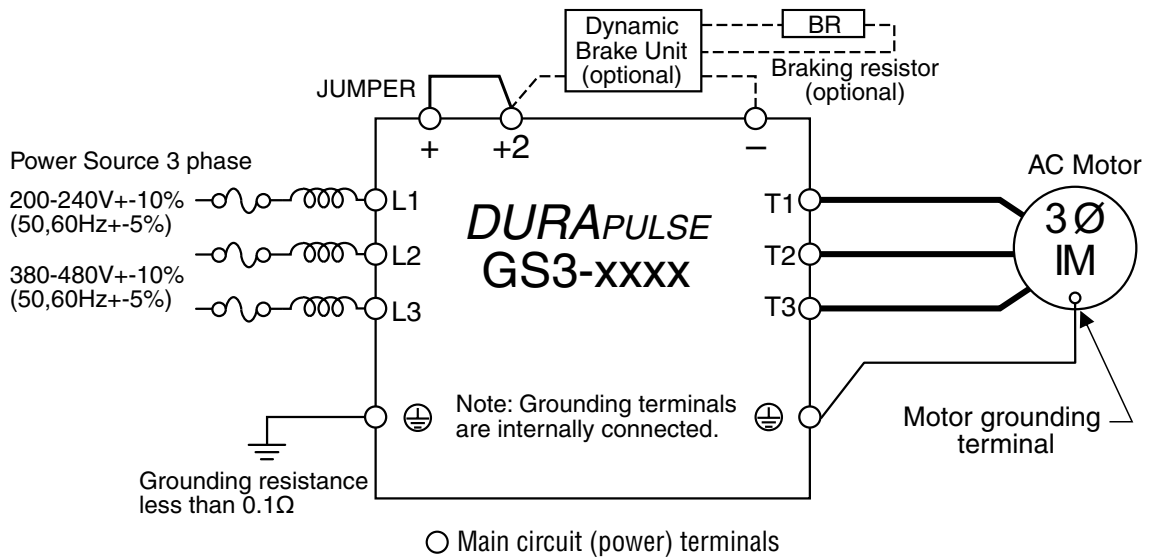 Dynamic
Brake Unit
(optional)
BR
Braking resistor
(optional)
JUMPER
+
+2
−
Power Source 3 phase
200-240V+-10%
(50,60Hz+-5%)
380-480V+-10%
(50,60Hz+-5%)
L1
L2
L3
DURAPULSE
GS3-xxxx
T1
T2
T3
AC Motor
3Ø
IM
Note: Grounding terminals
are internally connected.
Motor grounding
terminal
Grounding resistance
less than 0.1Ω
Main circuit (power) terminals